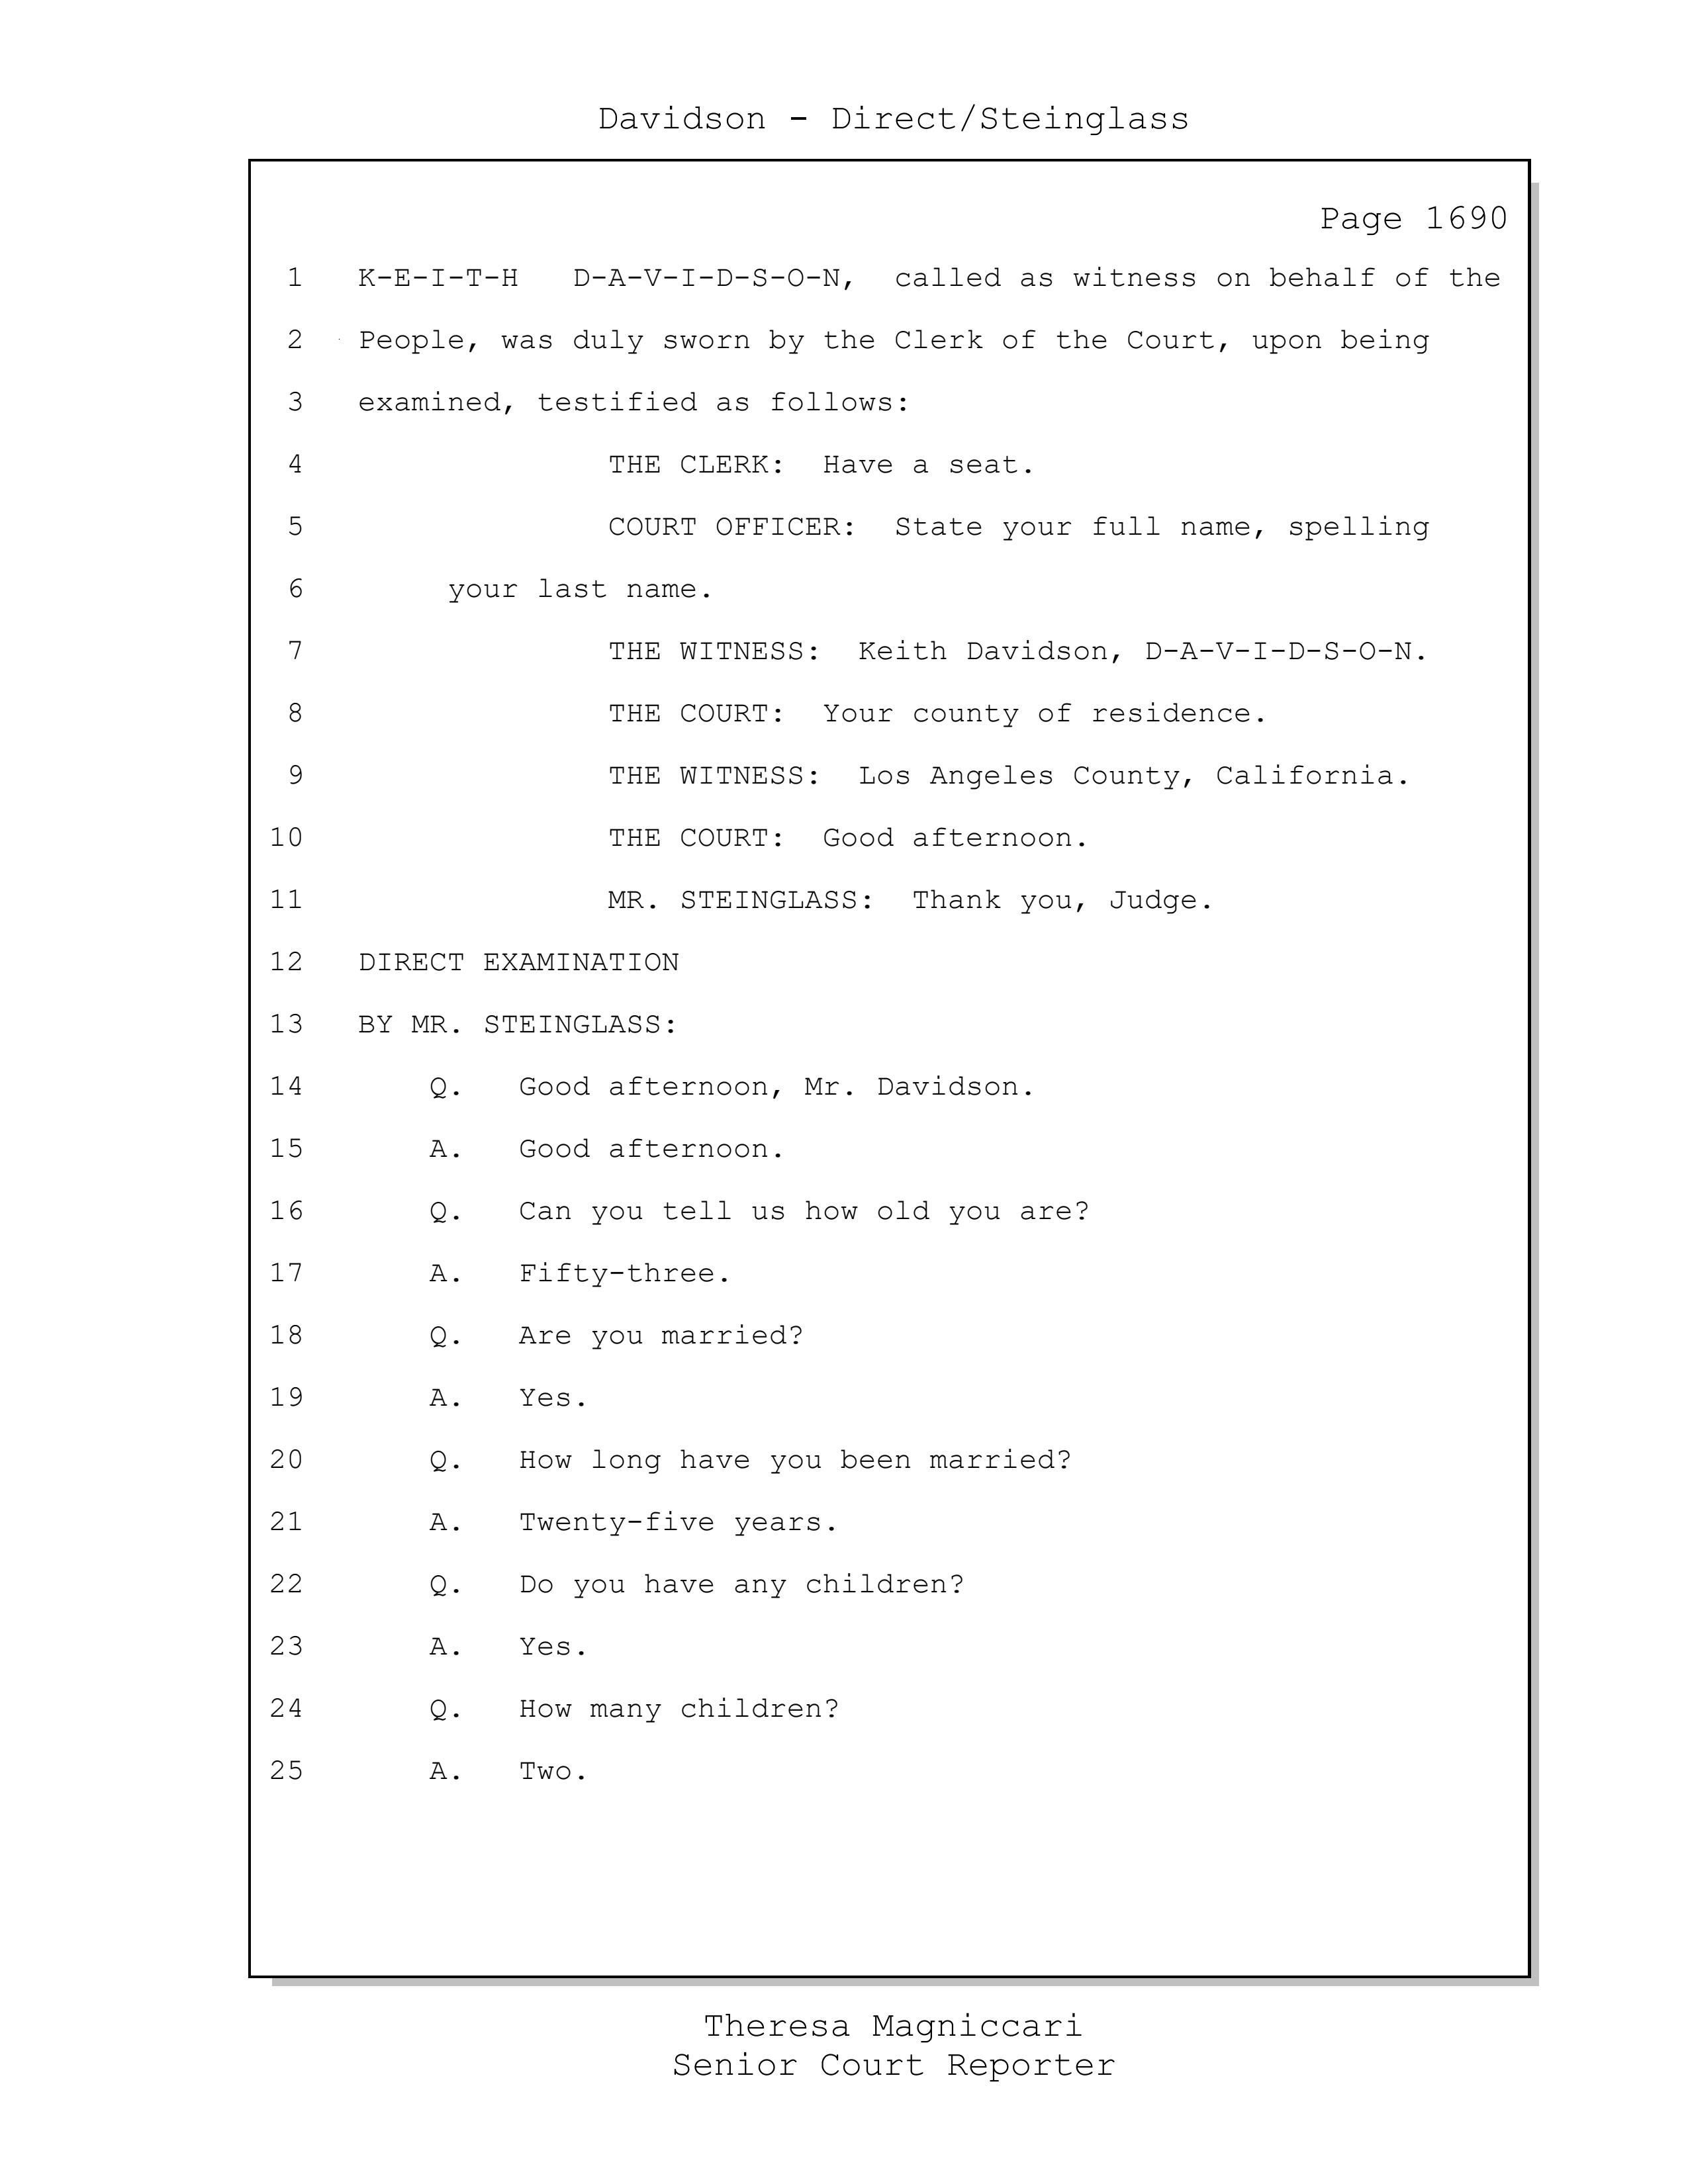 Davidson - Direct/Steinglass
Page 1690
1 K-E-I-T-H D-A-V-I-D-S-O-N, called as witness on behalf of the
2 People, was duly sworn by the Clerk of the Court, upon being
3 examined, testified as follows:
4 THE CLERK: Have a seat.
5 COURT OFFICER: State your full name, spelling
6 your last name.
7 THE WITNESS: Keith Davidson, D-A-V-I-D-S-O-N.
8 THE COURT: Your county of residence.
9 THE WITNESS: Los Angeles County, California.
10 THE COURT: Good afternoon.
11 MR. STEINGLASS: Thank you, Judge.
12 DIRECT EXAMINATION
13 BY MR. STEINGLASS:
14 Q. Good afternoon, Mr. Davidson.
15 A. Good afternoon.
16 Q. Can you tell us how old you are?
17 A. Fifty-three.
18 Q. Are you married?
19 A. Yes.
20 Q. How long have you been married?
21 A. Twenty-five years.
22 Q. Do you have any children?
23 A. Yes.
24 Q. How many children?
25 A. Two.
Theresa Magniccari
Senior Court Reporter